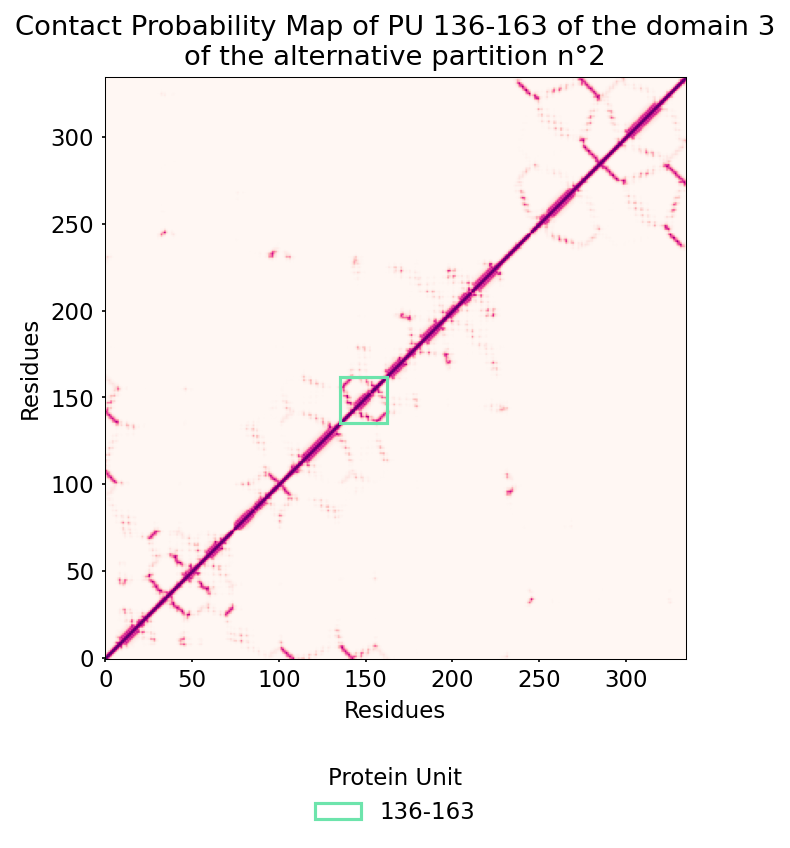 Contact Probability Map of PU 136-163 of the domain 3
of the alternative partition n°2
Residues
300
250
200
150
100
50
0
0 50 100 150 200 250 300
Residues
Protein Unit
136-163